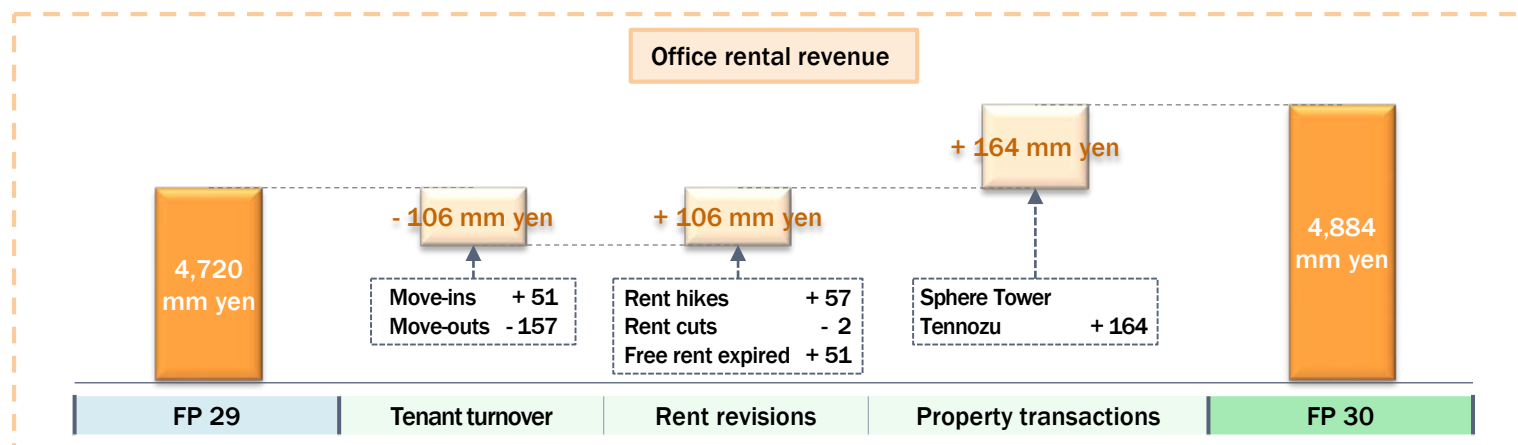 Office rental revenue
4,720
mm yen
- 106 mm yen
+ 106 mm yen
+ 164 mm yen
4,884
mm yen
Move-ins + 51
Move-outs - 157
Rent hikes + 57
Rent cuts - 2
Free rent expired + 51
Sphere Tower
Tennozu + 164
FP 29
Tenant turnover
Rent revisions
Property transactions
FP 30